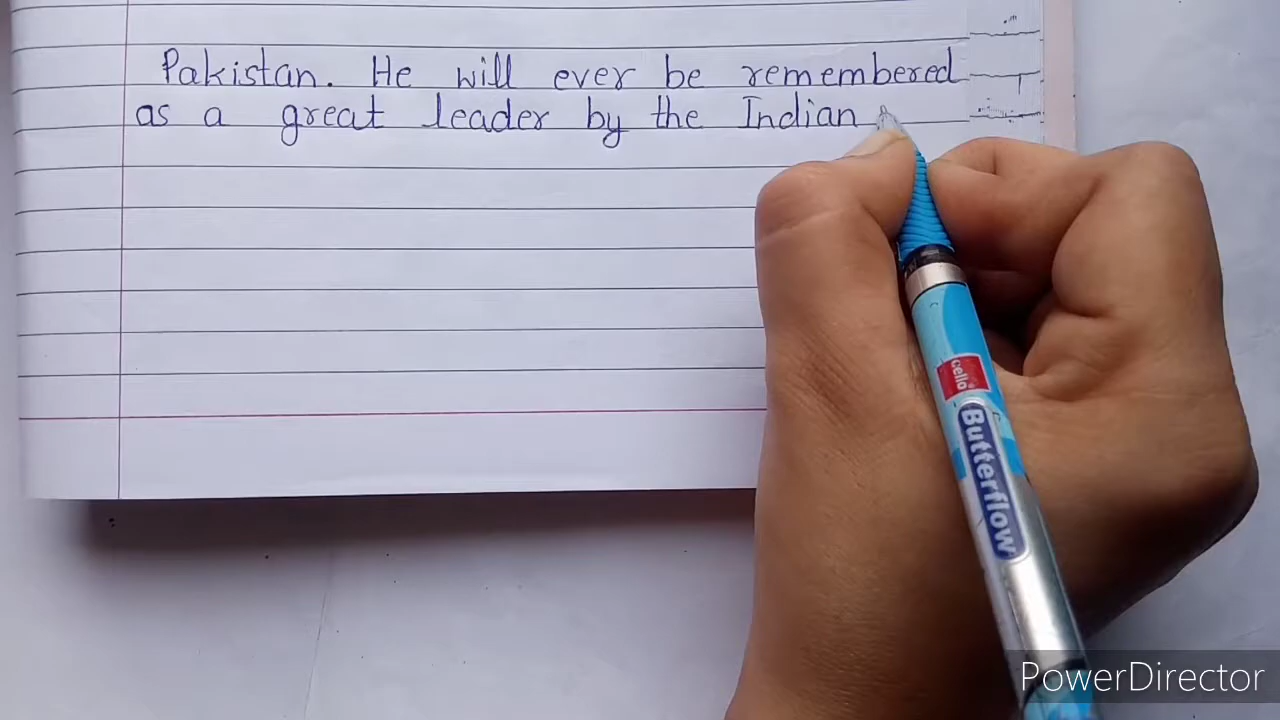 Pakistan. He will ever be remembered
as a great leader by the Indian
cello
Butterflow
PowerDirector